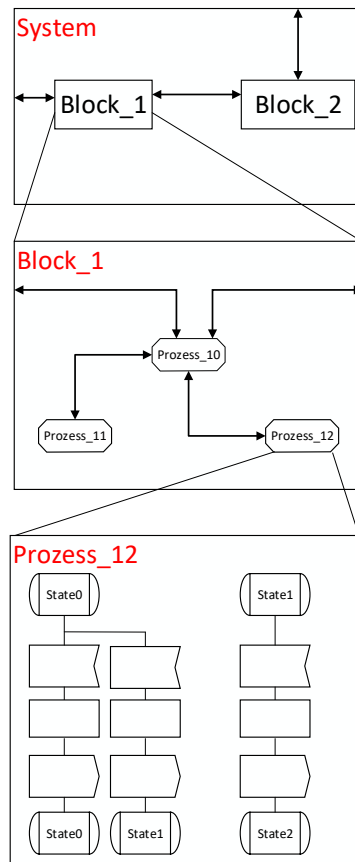 System
Block_1
Block_2
Block_1
Prozess_10
Prozess_11
Prozess_12
Prozess_12
State0
State1
State0
State1
State2